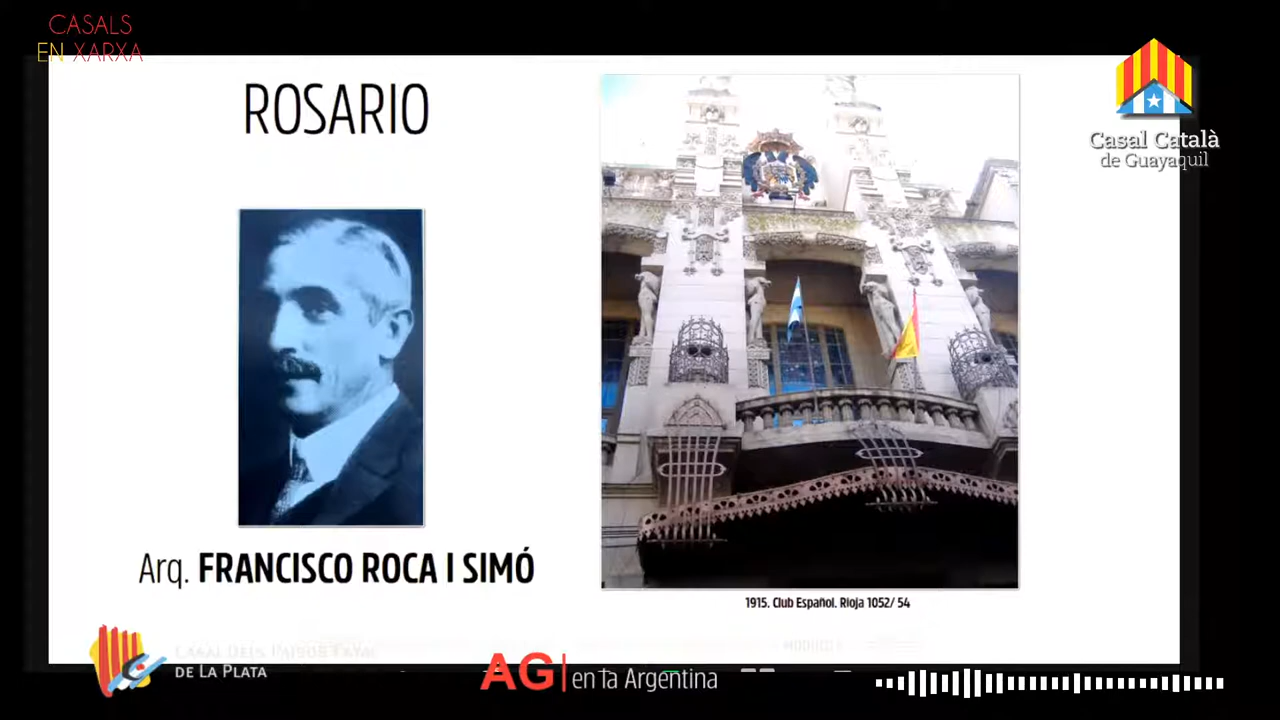 CASALS
EN XARXA
ROSARIO
Casal Català
de Guayaquil
Arq. FRANCISCO ROCA I SIMÓ
1915. Club Español. Rioja 1052/ 54
DE LA PLATA
AG| en la Argentina